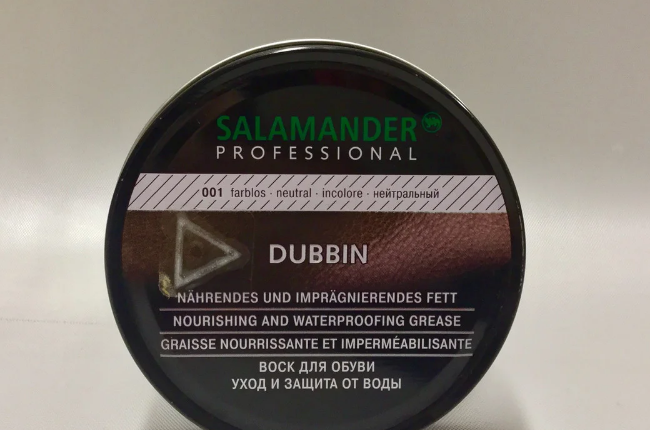 SALAMANDER
PROFESSIONAL
001 farblos · neutral · incolore · нейтральный
DUBBIN
NÄHRENDES UND IMPRÄGNIERENDES FETT
NOURISHING AND WATERPROOFING GREASE
GRAISSE NOURRISSANTE ET IMPERMÉABILISANTE
ВОСК ДЛЯ ОБУВИ
УХОД И ЗАЩИТА ОТ ВОДЫ